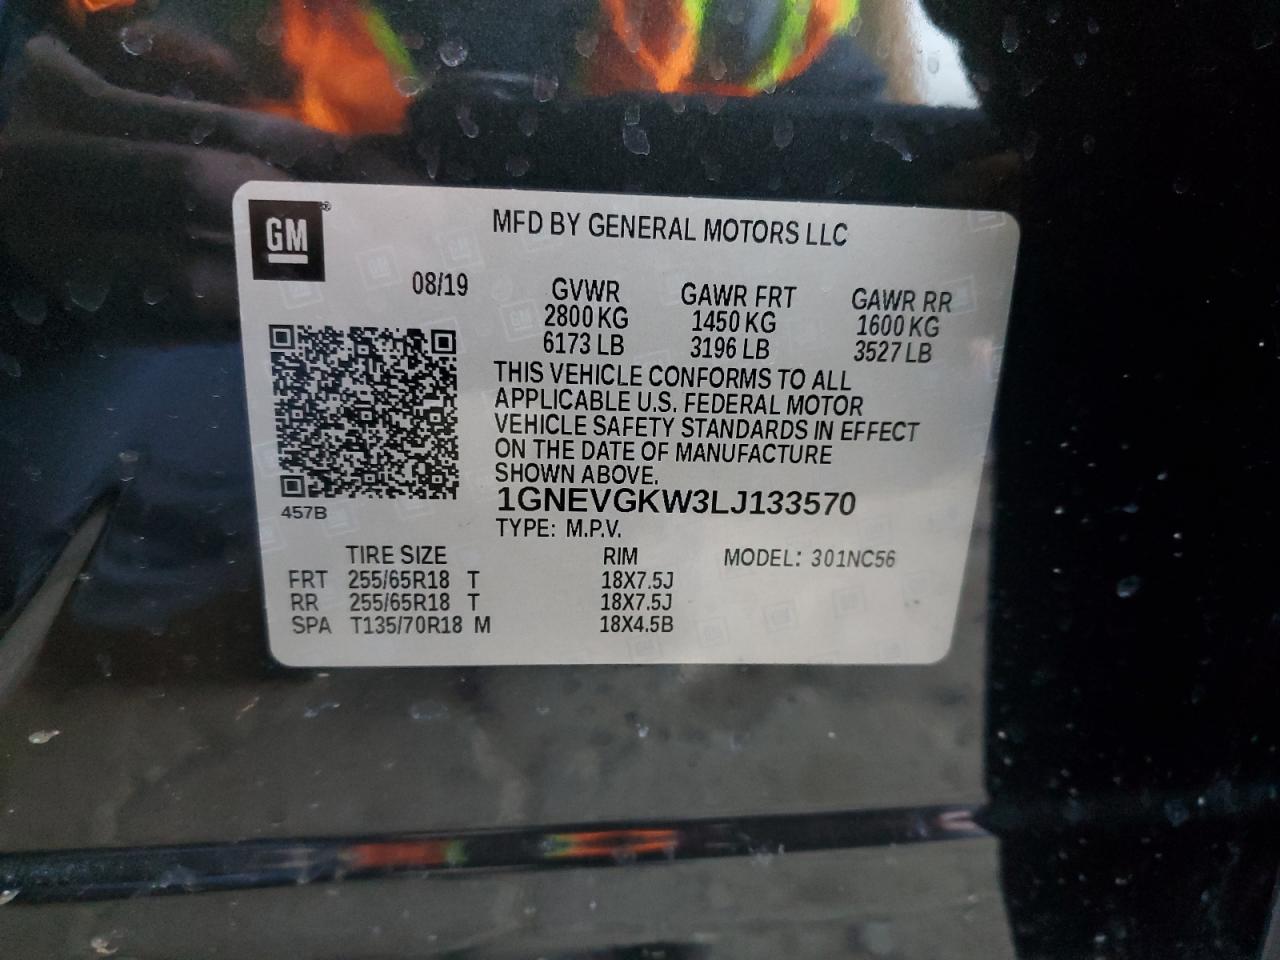 GM®
MFD BY GENERAL MOTORS LLC
08/19
GVWR GAWR FRT GAWR RR
2800 KG 1450 KG 1600 KG
6173 LB 3196 LB 3527 LB
THIS VEHICLE CONFORMS TO ALL
APPLICABLE U.S. FEDERAL MOTOR
VEHICLE SAFETY STANDARDS IN EFFECT
ON THE DATE OF MANUFACTURE
SHOWN ABOVE.
1GNEVGKW3LJ133570
457B
TYPE: M.P.V.
TIRE SIZE RIM MODEL: 301NC56
FRT 255/65R18 T 18X7.5J
RR 255/65R18 T 18X7.5J
SPA T135/70R18 M 18X4.5B